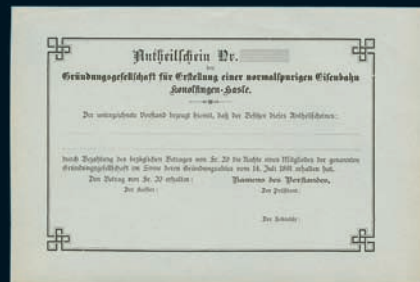 Antheilschein Nr.
der
Gründungsgesellschaft für Erstellung einer normalspurigen Eisenbahn
Konolfingen-Hasle.
Der unterzeichnete Vorstand bezeugt hiemit, daß der Besitzer dieses Antheilscheines:
durch Bezahlung des bezüglichen Betrages von Fr. 20 die Rechte eines Mitgliedes der genannten
Gründungsgesellschaft im Sinne deren Gründungsaktes vom 14. Juli 1891 erhalten hat.
Den Betrag von Fr. 20 erhalten: Namens des Vorstandes,
Der Kassier: Der Präsident:
Der Sekretär: